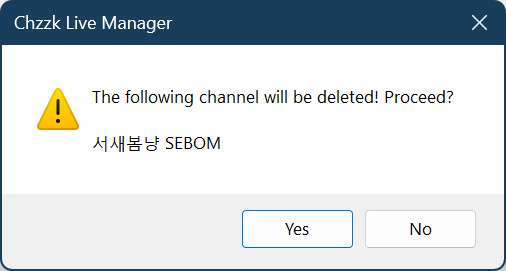 Chzzk Live Manager
The following channel will be deleted! Proceed?
서새봄냥 SEBOM
Yes
No